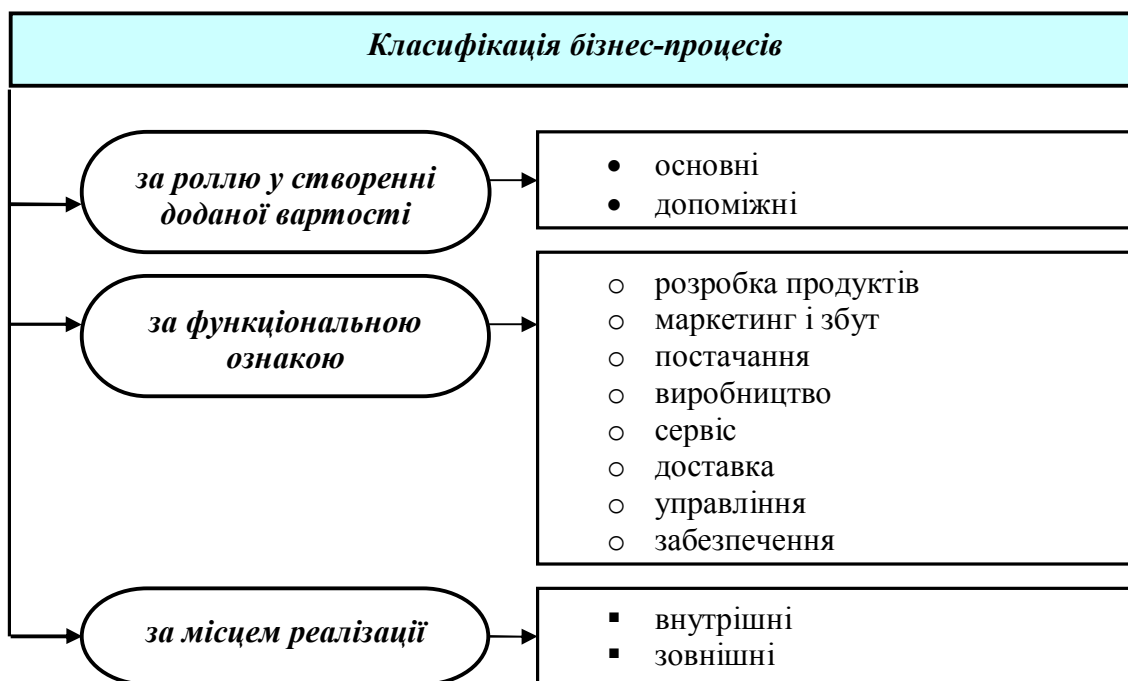 Класифікація бізнес-процесів
за роллю у створенні
доданої вартості
• основні
• допоміжні
за функціональною
ознакою
o розробка продуктів
o маркетинг і збут
o постачання
o виробництво
o сервіс
o доставка
o управління
o забезпечення
за місцем реалізації
▪ внутрішні
▪ зовнішні